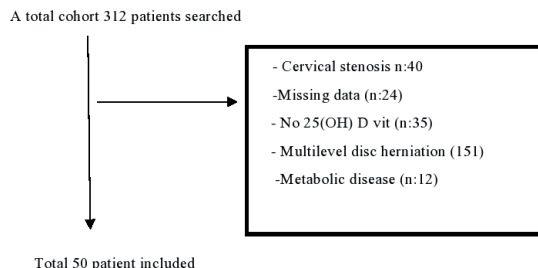 A total cohort 312 patients searched
- Cervical stenosis n:40
-Missing data (n:24)
- No 25(OH) D vit (n:35)
- Multilevel disc herniation (151)
-Metabolic disease (n:12)
Total 50 patient included